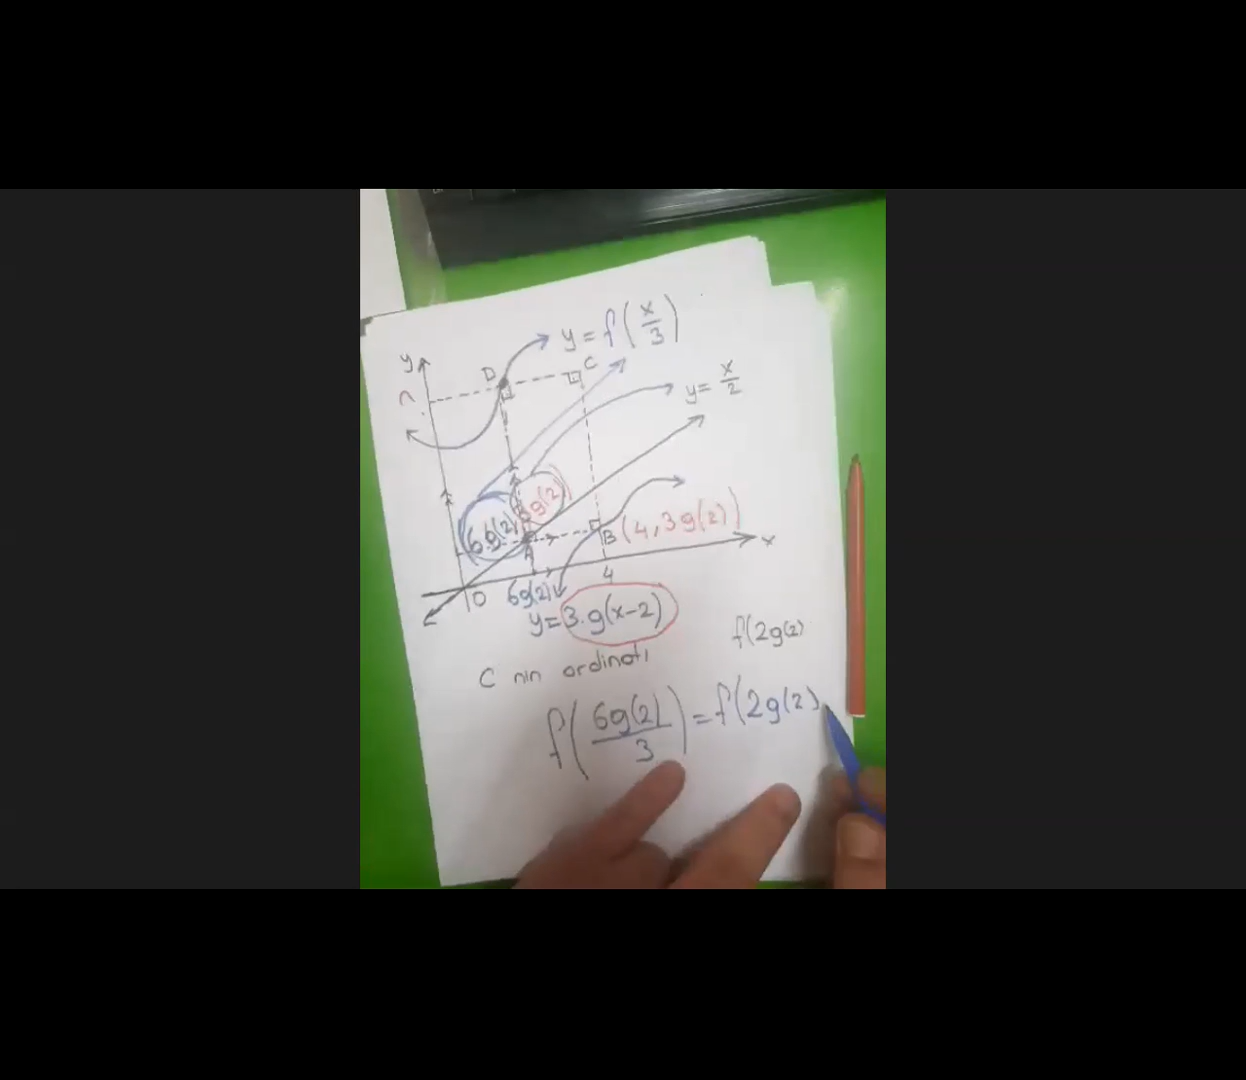 y = f(x/3)
y
D
C
y = x/2
6g(2), 3g(2)
A
B (4, 3g(2))
x
O 6g(2) 4
y = 3.g(x-2)
f(2g(2)
C nin ordinatı
f(6g(2)/3) = f(2g(2)